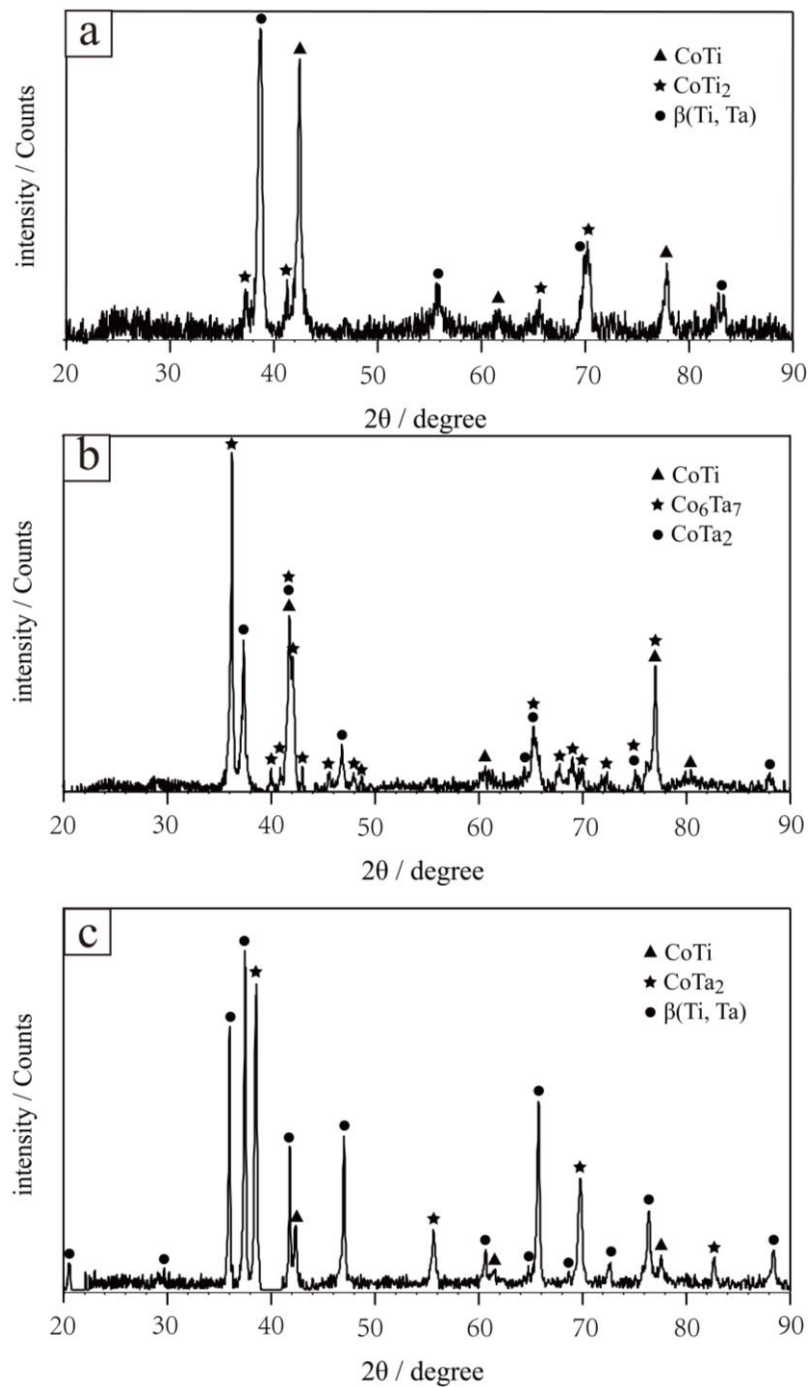 a
▲ CoTi
★ CoTi₂
● β(Ti, Ta)
intensity / Counts
20 30 40 50 60 70 80 90
2θ / degree
b
▲ CoTi
★ Co₆Ta₇
● CoTa₂
intensity / Counts
20 30 40 50 60 70 80 90
2θ / degree
c
▲ CoTi
★ CoTa₂
● β(Ti, Ta)
intensity / Counts
20 30 40 50 60 70 80 90
2θ / degree